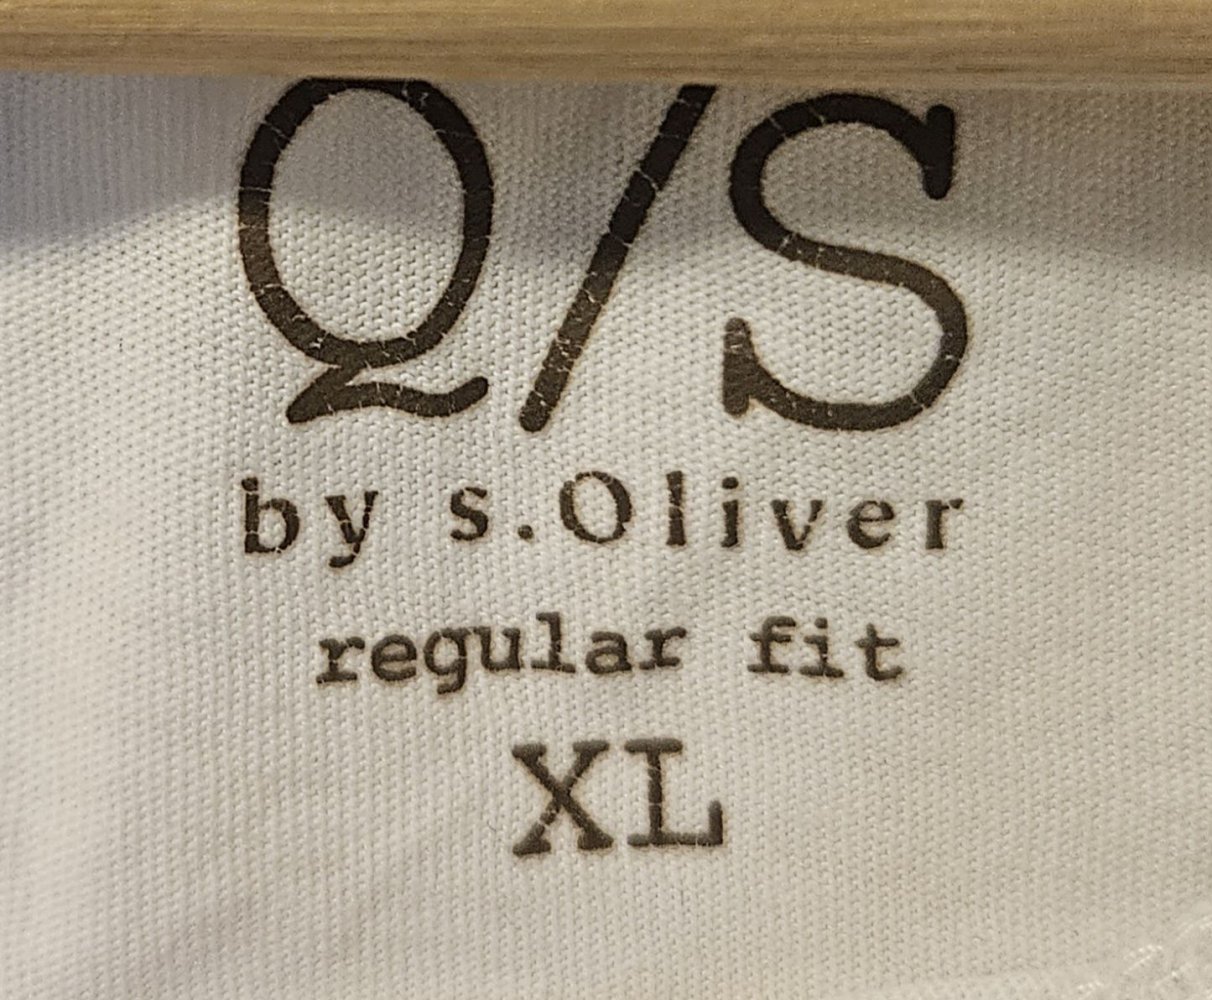 Q/S
by s.Oliver
regular fit
XL